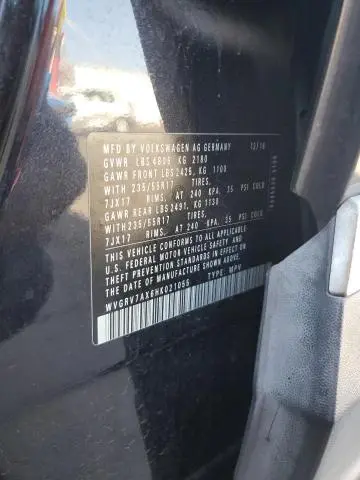 MFD BY VOLKSWAGEN AG GERMANY 12/16
GVWR LBS 4806 KG 2180
GAWR FRONT LBS 2425 KG 1100
WITH 235/55R17 TIRES,
7JX17 RIMS, AT 240 KPA, 35 PSI COLD
GAWR REAR LBS 2491, KG 1130
WITH 235/55R17 TIRES,
7JX17 RIMS, AT 240 KPA, 35 PSI COLD
THIS VEHICLE CONFORMS TO ALL APPLICABLE
U.S. FEDERAL MOTOR VEHICLE SAFETY AND
THEFT PREVENTION STANDARDS IN EFFECT ON
THE DATE OF MANUFACTURE SHOWN ABOVE.
WVGRV7AX6HK021055 TYPE: MPV